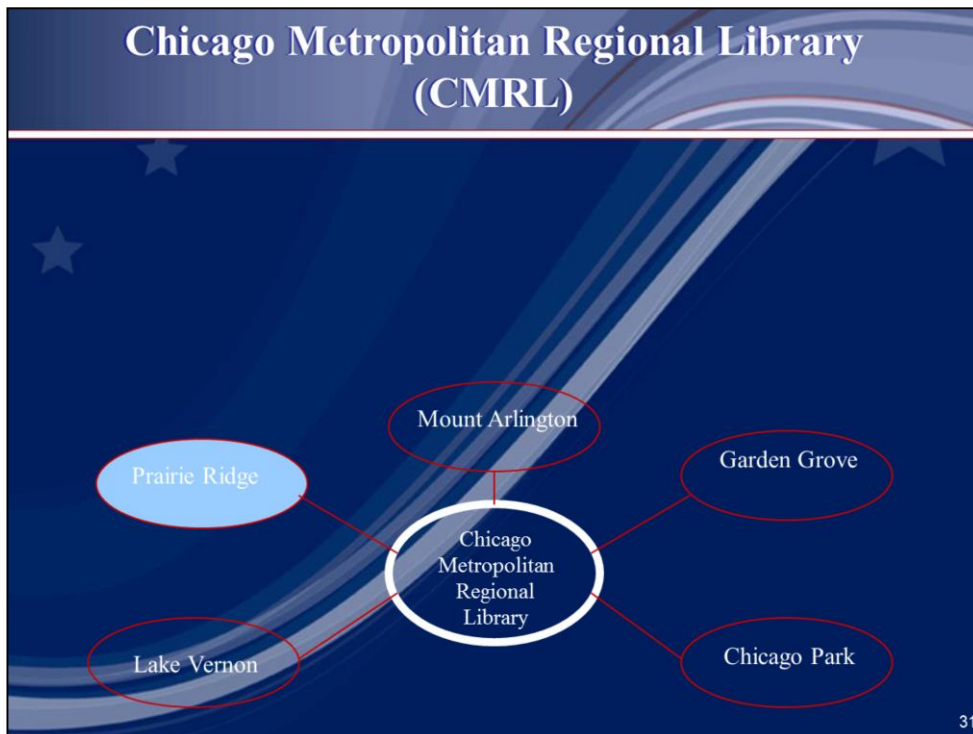 Chicago Metropolitan Regional Library
(CMRL)
Mount Arlington
Prairie Ridge
Garden Grove
Chicago
Metropolitan
Regional
Library
Lake Vernon
Chicago Park
31